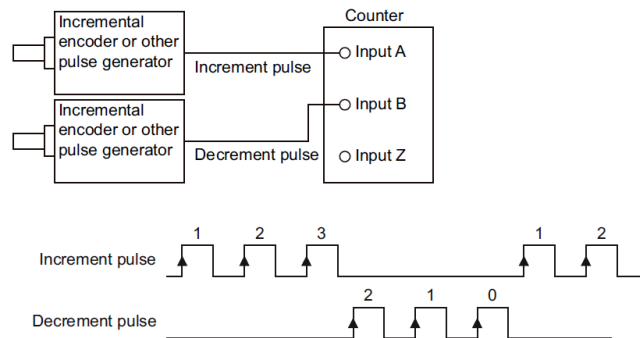 Counter
Incremental
encoder or other
pulse generator
Increment pulse
Input A
Incremental
encoder or other
pulse generator
Decrement pulse
Input B
Input Z
1 2 3 1 2
Increment pulse
2 1 0
Decrement pulse